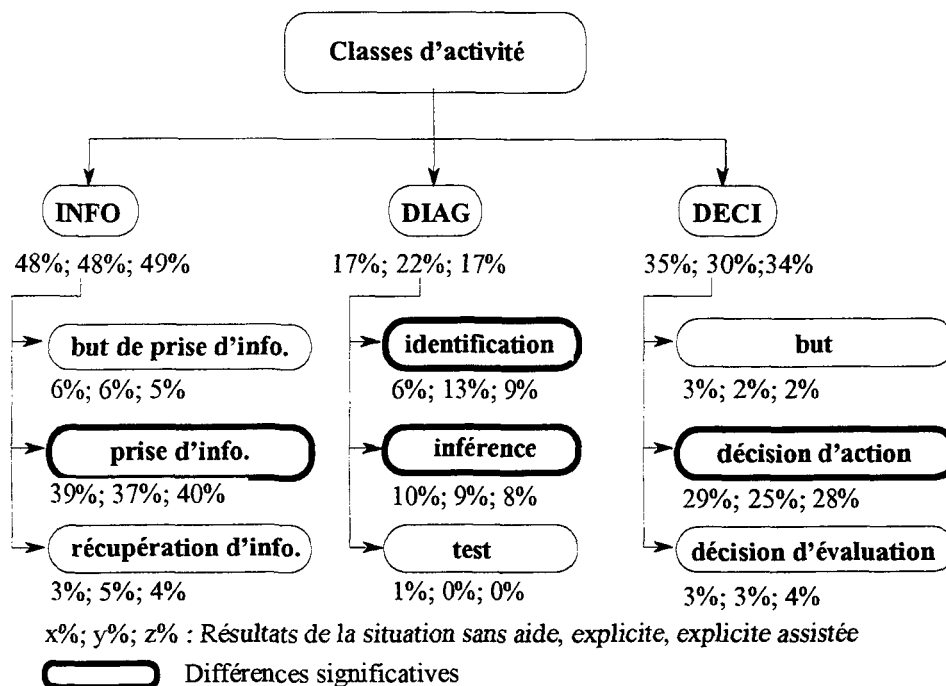 Classes d'activité
INFO
DIAG
DECI
48%; 48%; 49%
17%; 22%; 17%
35%; 30%;34%
but de prise d'info.
identification
but
6%; 6%; 5%
6%; 13%; 9%
3%; 2%; 2%
prise d'info.
inférence
décision d'action
39%; 37%; 40%
10%; 9%; 8%
29%; 25%; 28%
récupération d'info.
test
décision d'évaluation
3%; 5%; 4%
1%; 0%; 0%
3%; 3%; 4%
x%; y%; z% : Résultats de la situation sans aide, explicite, explicite assistée
Différences significatives